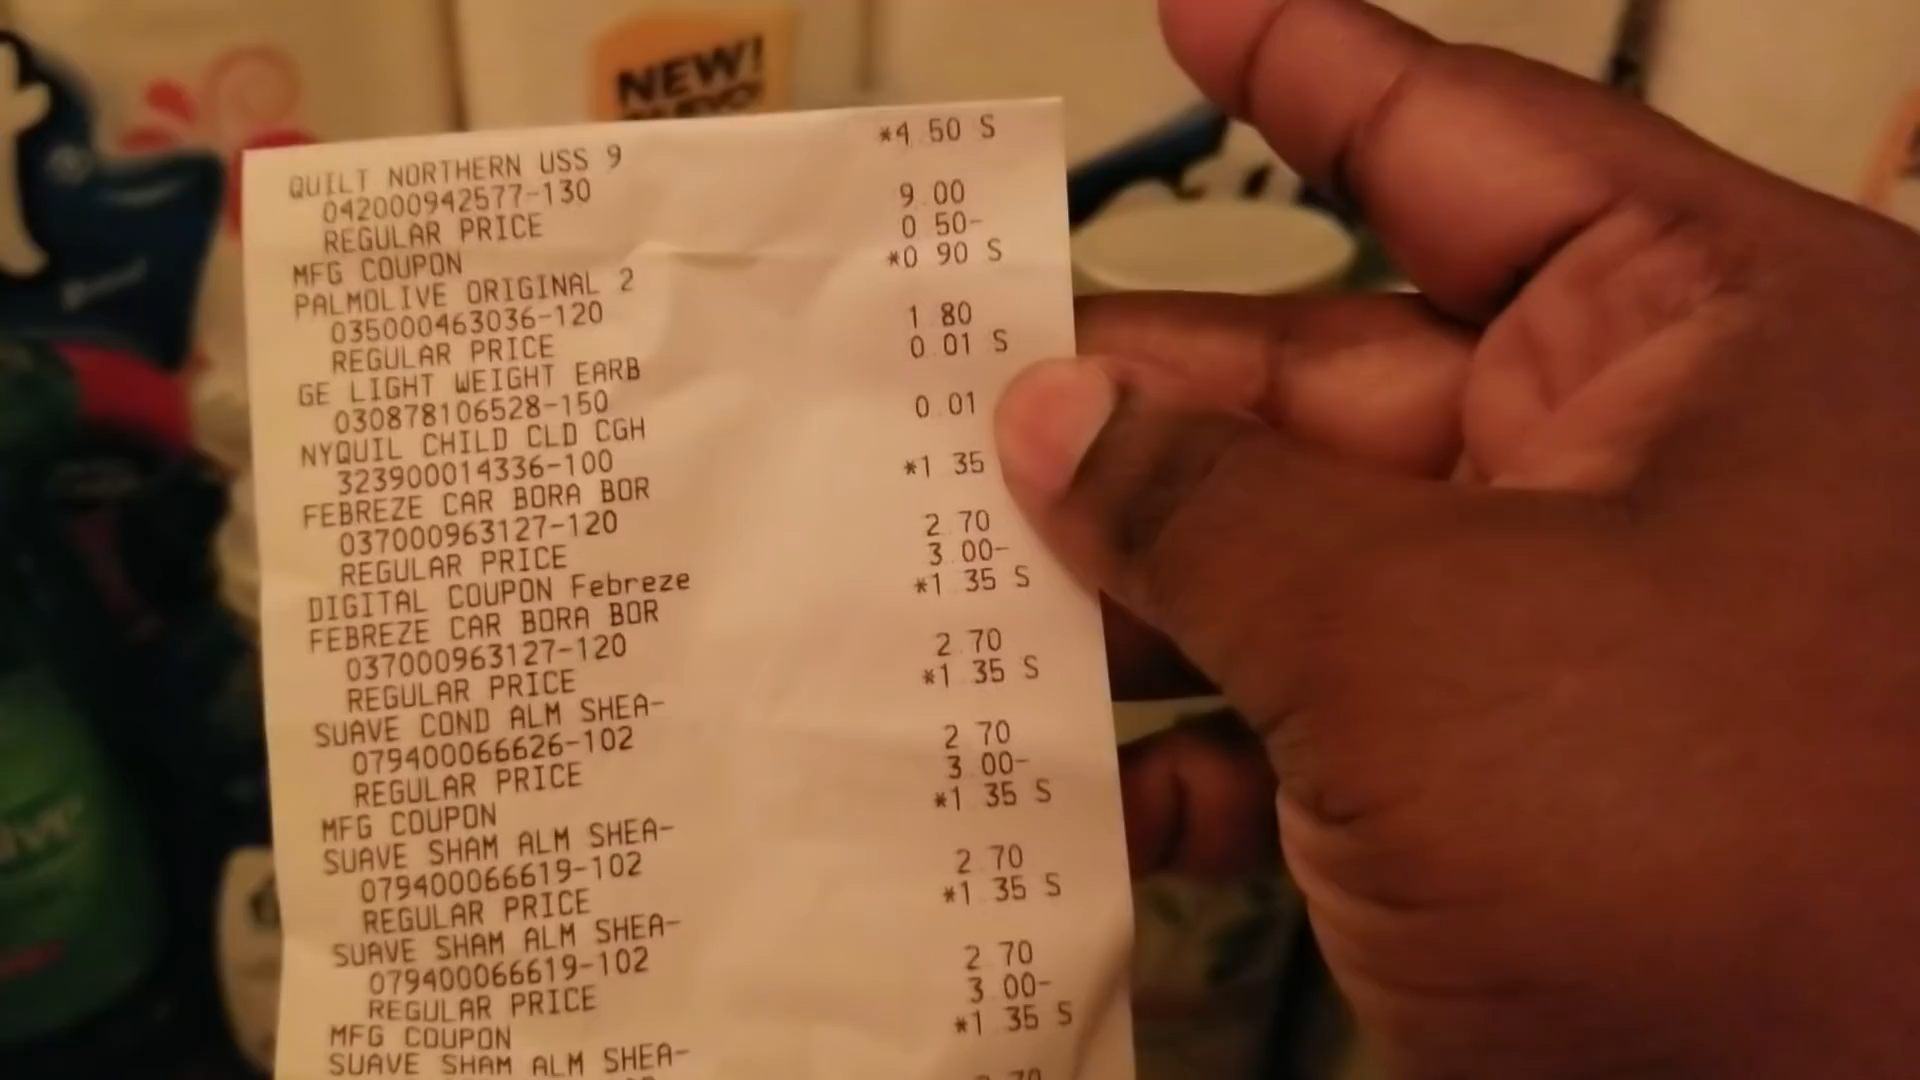 NEW!
QUILT NORTHERN USS 9 *4.50 S
042000942577-130
REGULAR PRICE 9.00
MFG COUPON 0.50-
PALMOLIVE ORIGINAL 2 *0.90 S
035000463036-120
REGULAR PRICE 1.80
GE LIGHT WEIGHT EARB 0.01 S
030878106528-150
NYQUIL CHILD CLD CGH 0.01
323900014336-100
FEBREZE CAR BORA BOR *1.35
037000963127-120
REGULAR PRICE 2.70
DIGITAL COUPON Febreze 3.00-
FEBREZE CAR BORA BOR *1.35 S
037000963127-120
REGULAR PRICE 2.70
SUAVE COND ALM SHEA- *1.35 S
079400066626-102
REGULAR PRICE 2.70
MFG COUPON 3.00-
SUAVE SHAM ALM SHEA- *1.35 S
079400066619-102
REGULAR PRICE 2.70
SUAVE SHAM ALM SHEA- *1.35 S
079400066619-102
REGULAR PRICE 2.70
MFG COUPON 3.00-
SUAVE SHAM ALM SHEA- *1.35 S